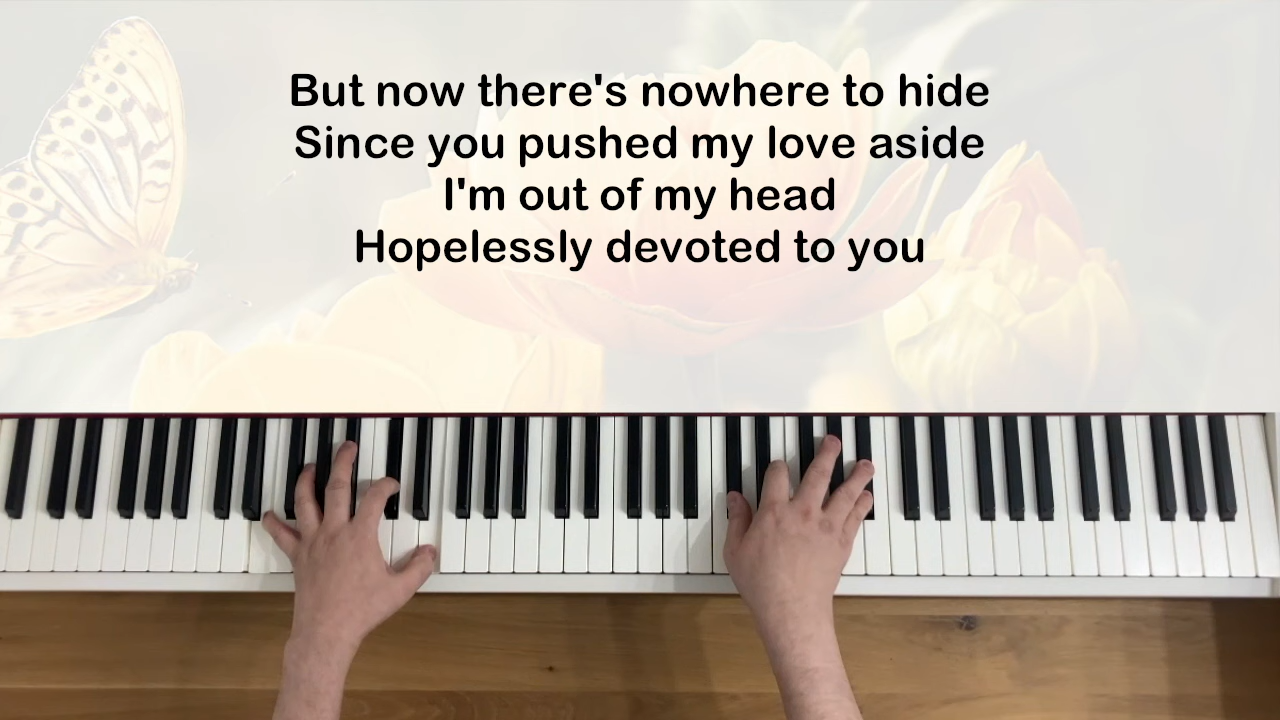 But now there's nowhere to hide
Since you pushed my love aside
I'm out of my head
Hopelessly devoted to you